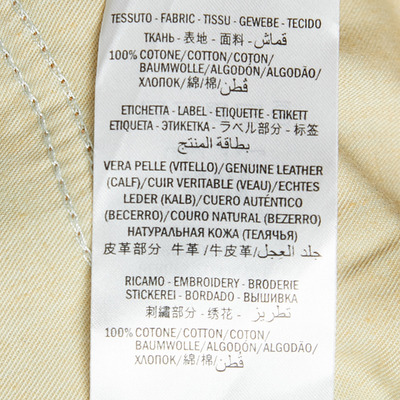 TESSUTO - FABRIC - TISSU - GEWEBE - TECIDO
ТКАНЬ - 表地 - 面料 - قماش
100% COTONE/COTTON/COTON/
BAUMWOLLE/ALGODÓN/ALGODÃO/
ХЛОПОК/綿/棉/ قُطن
ETICHETTA - LABEL - ETIQUETTE - ETIKETT
ETIQUETA - ЭТИКЕТКА - ラベル部分 - 标签
بطاقة المنتج
VERA PELLE (VITELLO)/GENUINE LEATHER
(CALF)/CUIR VERITABLE (VEAU)/ECHTES
LEDER (KALB)/CUERO AUTÉNTICO
(BECERRO)/COURO NATURAL (BEZERRO)
НАТУРАЛЬНАЯ КОЖА (ТЕЛЯЧЬЯ)
皮革部分 牛革/牛皮革/جلد العِجل
RICAMO - EMBROIDERY - BRODERIE
STICKEREI - BORDADO - ВЫШИВКА
刺繍部分 - 绣花 - تطريز
100% COTONE/COTTON/COTON/
BAUMWOLLE/ALGODÓN/ALGODÃO/
ХЛОПОК/綿/棉/ قُطن